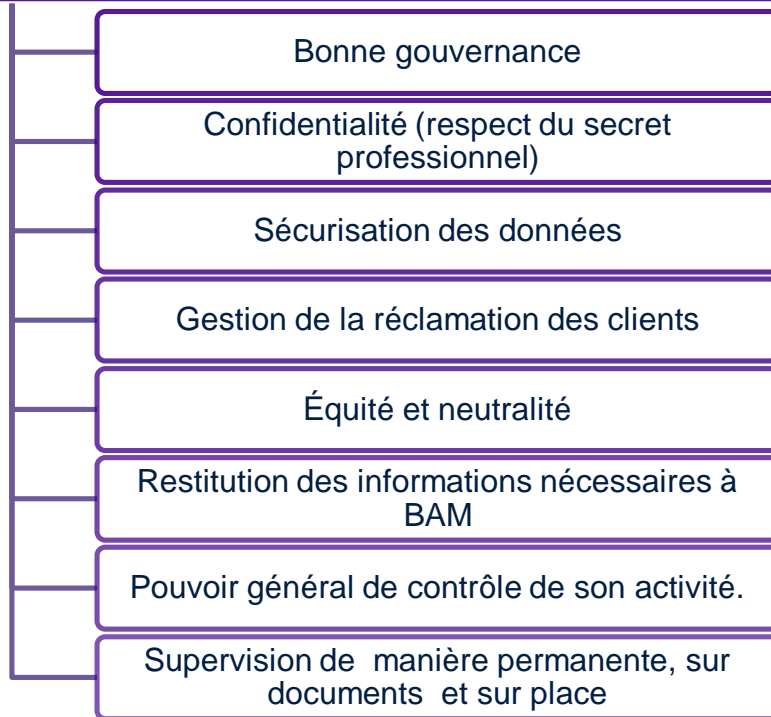 Bonne gouvernance
Confidentialité (respect du secret
professionnel)
Sécurisation des données
Gestion de la réclamation des clients
Équité et neutralité
Restitution des informations nécessaires à
BAM
Pouvoir général de contrôle de son activité.
Supervision de  manière permanente, sur
documents  et sur place